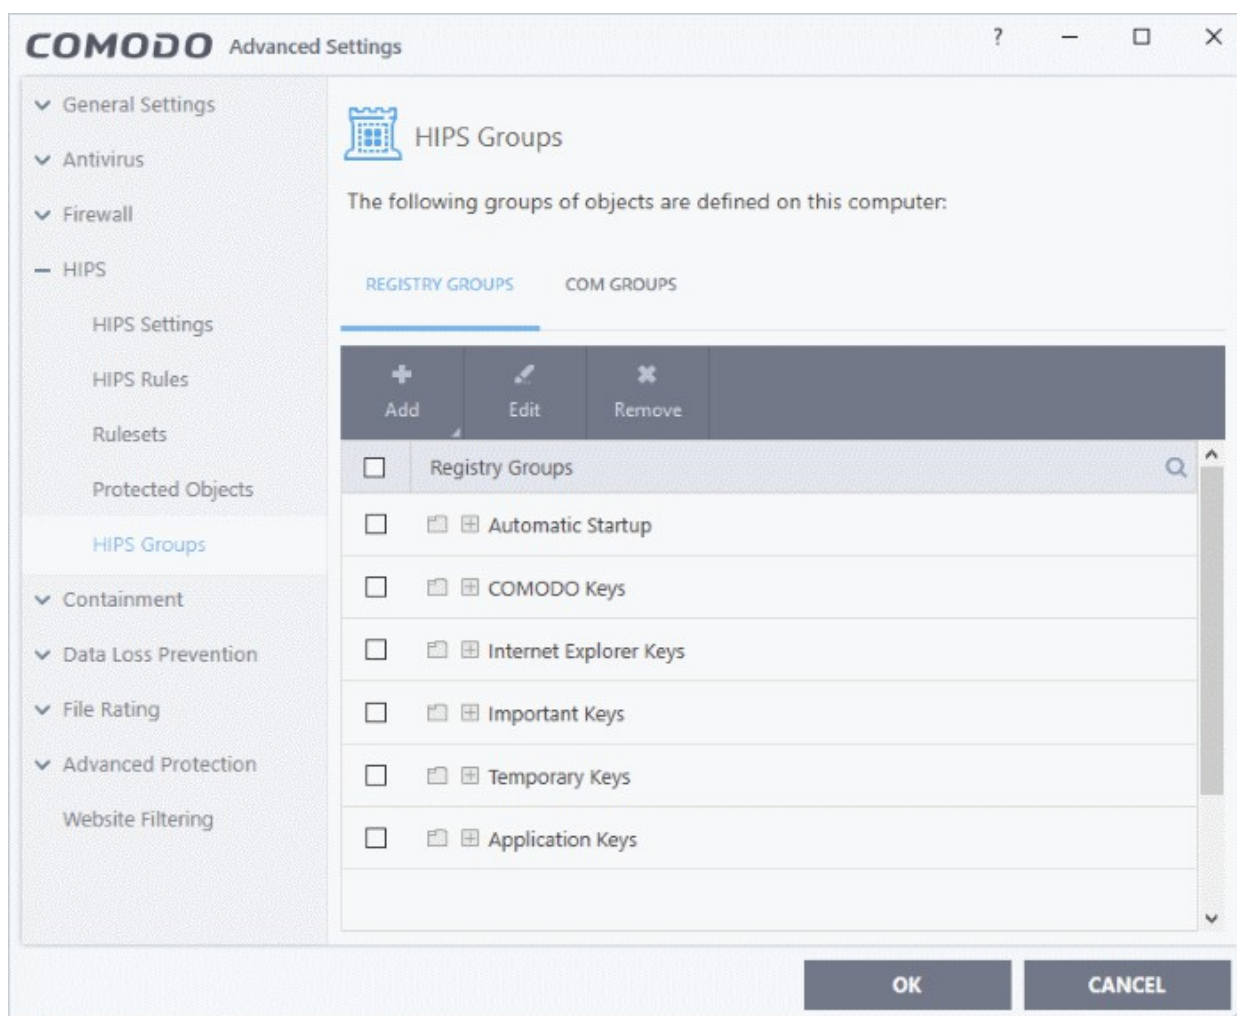 COMODO Advanced Settings ?
General Settings
Antivirus
Firewall
HIPS
HIPS Settings
HIPS Rules
Rulesets
Protected Objects
HIPS Groups
Containment
Data Loss Prevention
File Rating
Advanced Protection
Website Filtering
HIPS Groups
The following groups of objects are defined on this computer:
REGISTRY GROUPS COM GROUPS
Add Edit Remove
Registry Groups
Automatic Startup
COMODO Keys
Internet Explorer Keys
Important Keys
Temporary Keys
Application Keys
OK CANCEL